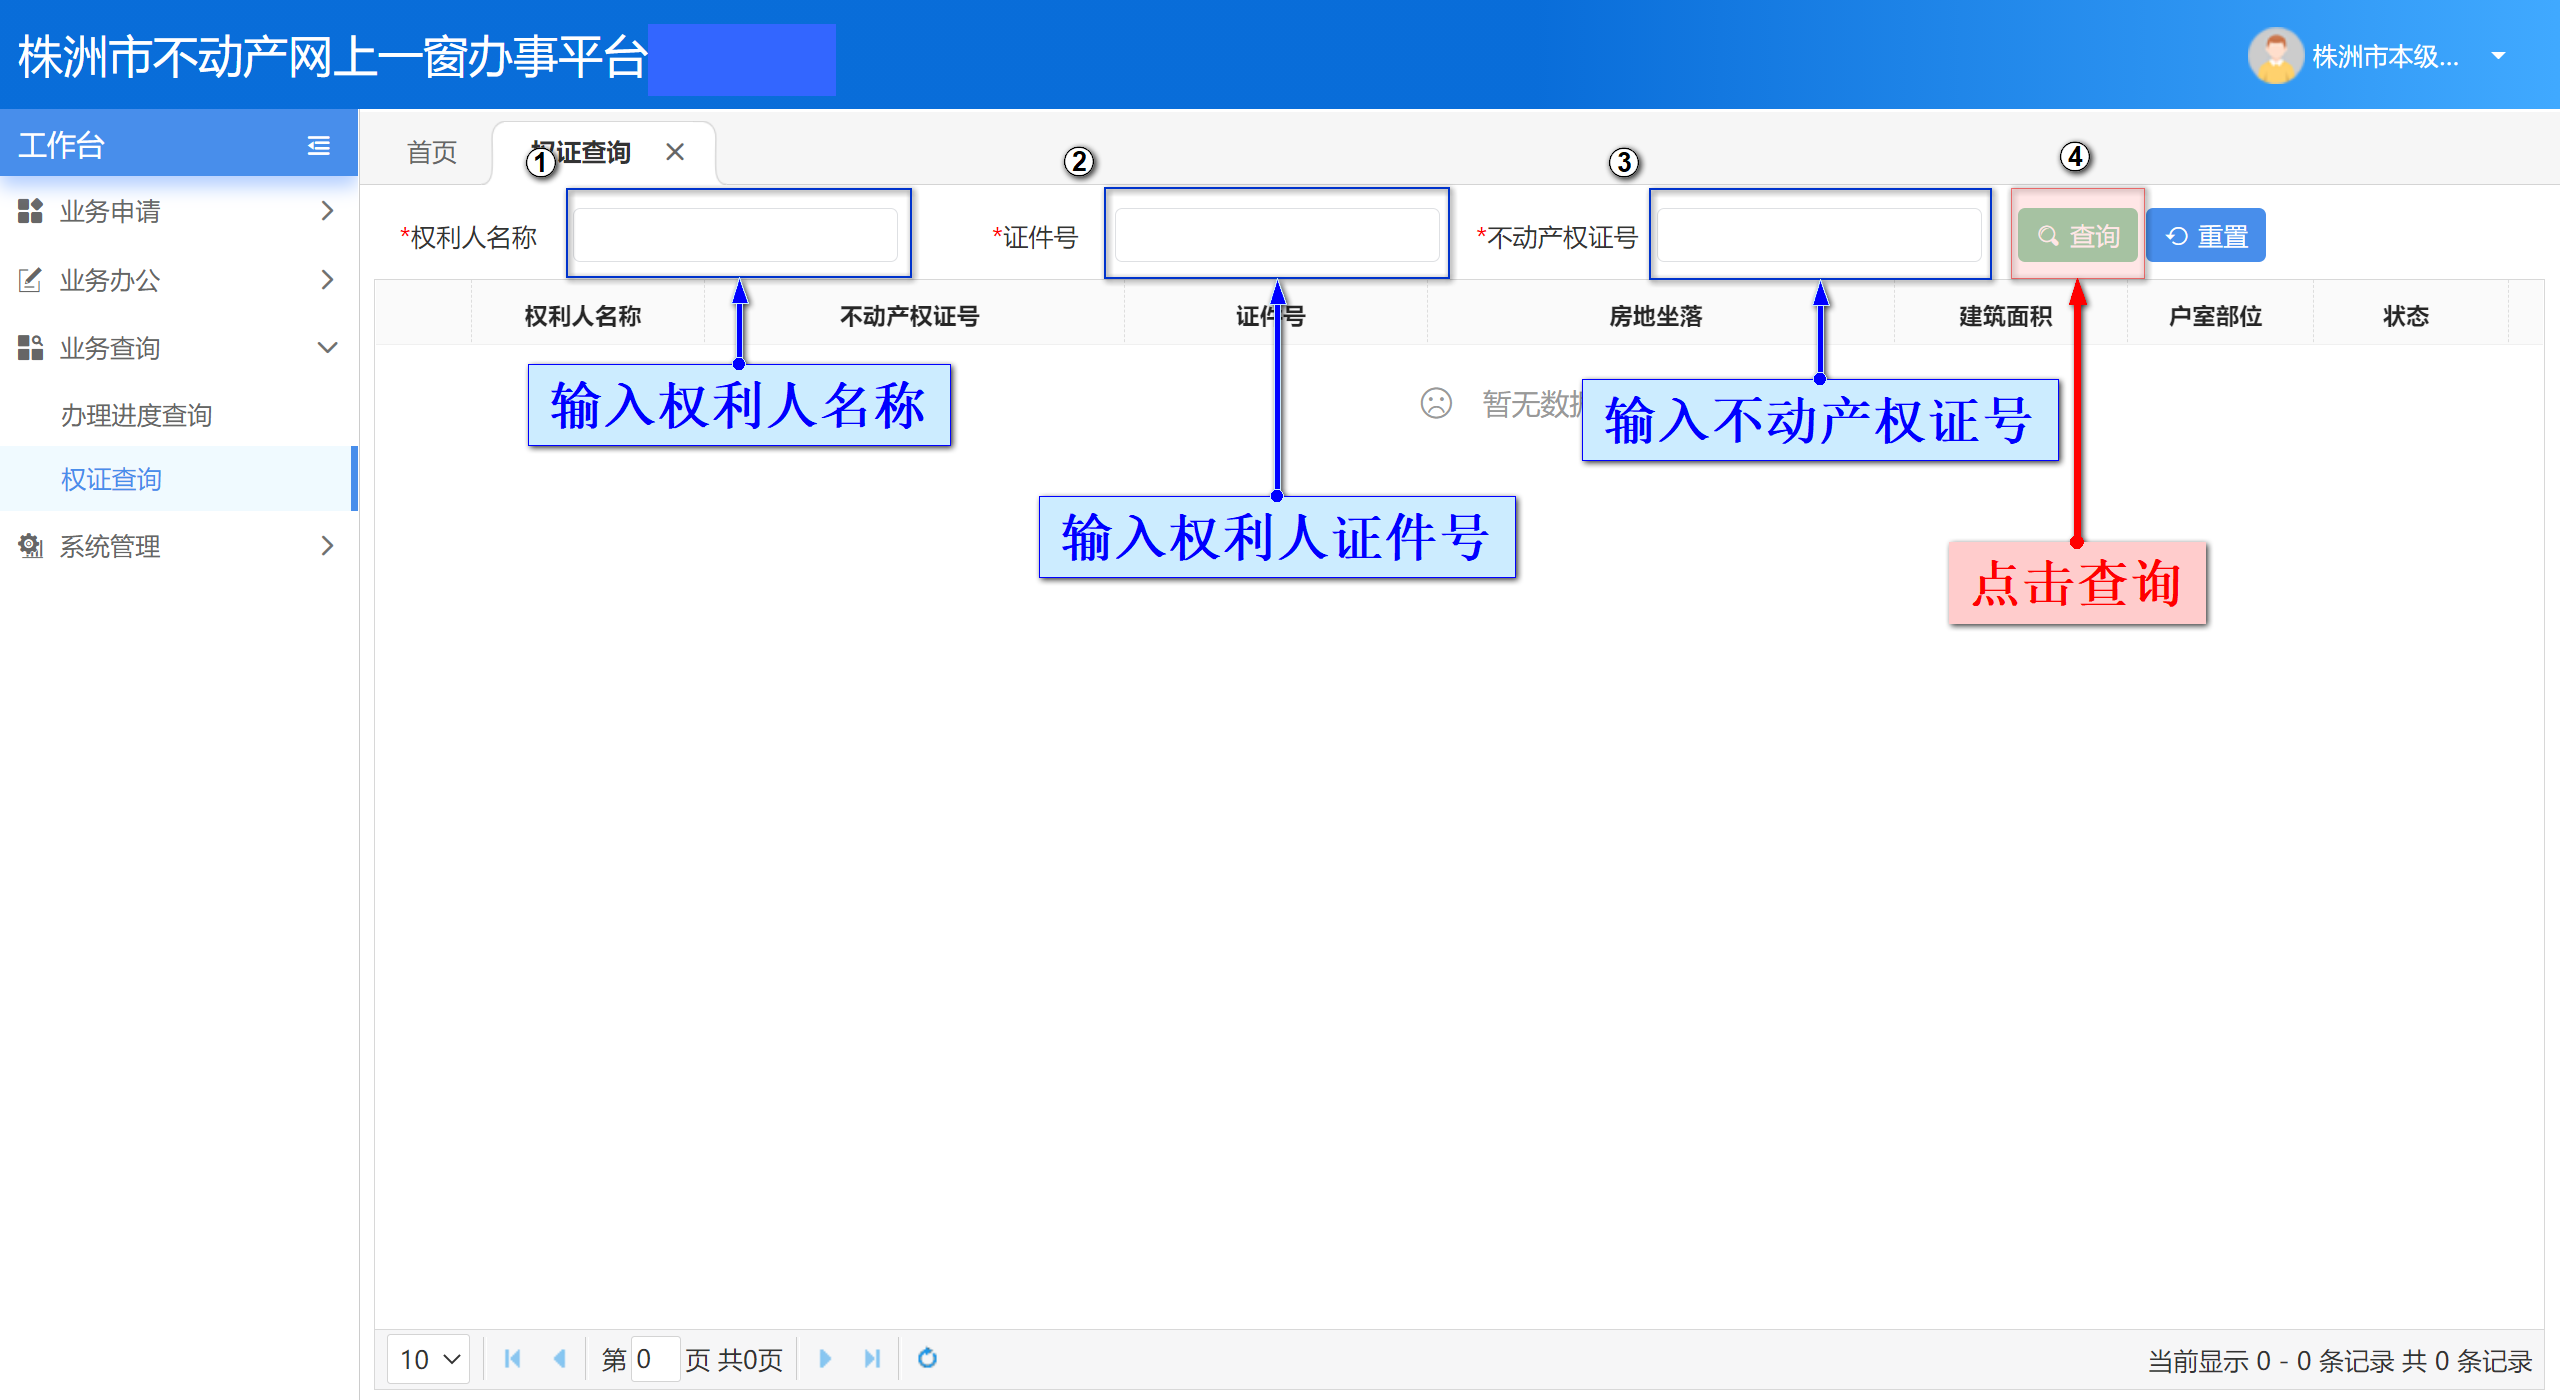 株洲市不动产网上一窗办事平台
株洲市本级...
工作台
首页
权证查询
① ② ③ ④
业务申请
业务办公
业务查询
办理进度查询
权证查询
系统管理
*权利人名称 *证件号 *不动产权证号 查询 重置
权利人名称 不动产权证号 证件号 房地坐落 建筑面积 户室部位 状态
暂无数据
输入权利人名称
输入不动产权证号
输入权利人证件号
点击查询
10 第 0 页 共0页 当前显示 0 - 0 条记录 共 0 条记录